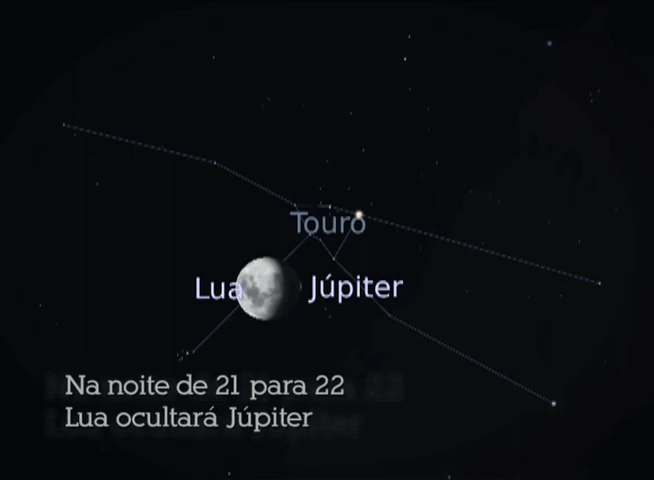 Touro
Lua
Júpiter
Na noite de 21 para 22
Lua ocultará Júpiter